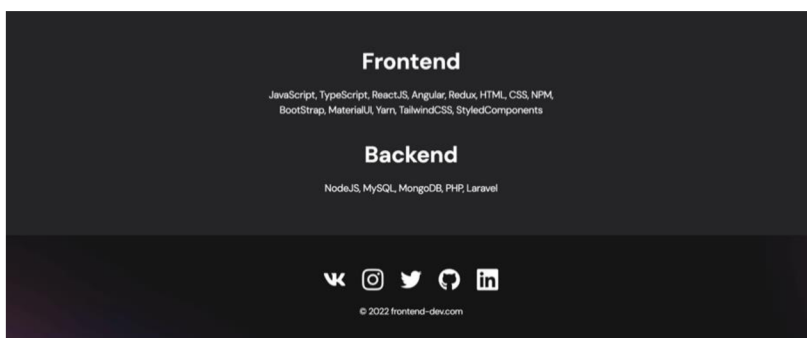 Frontend
JavaScript, TypeScript, ReactJS, Angular, Redux, HTML, CSS, NPM,
BootStrap, MaterialUI, Yarn, TailwindCSS, StyledComponents
Backend
NodeJS, MySQL, MongoDB, PHP, Laravel
© 2022 frontend-dev.com